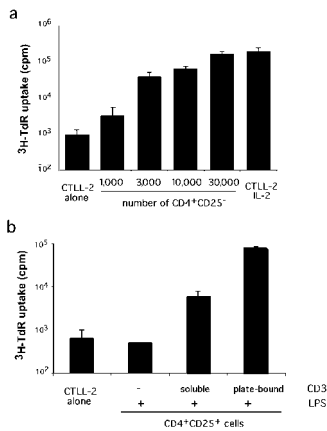 a
³H-TdR uptake (cpm)
10⁶
10⁵
10⁴
10³
10²
CTLL-2 alone
1,000 3,000 10,000 30,000
number of CD4⁺CD25⁻
CTLL-2 IL-2
b
³H-TdR uptake (cpm)
10⁵
10⁴
10³
10²
CTLL-2 alone
- soluble plate-bound CD3
+ + + LPS
CD4⁺CD25⁺ cells